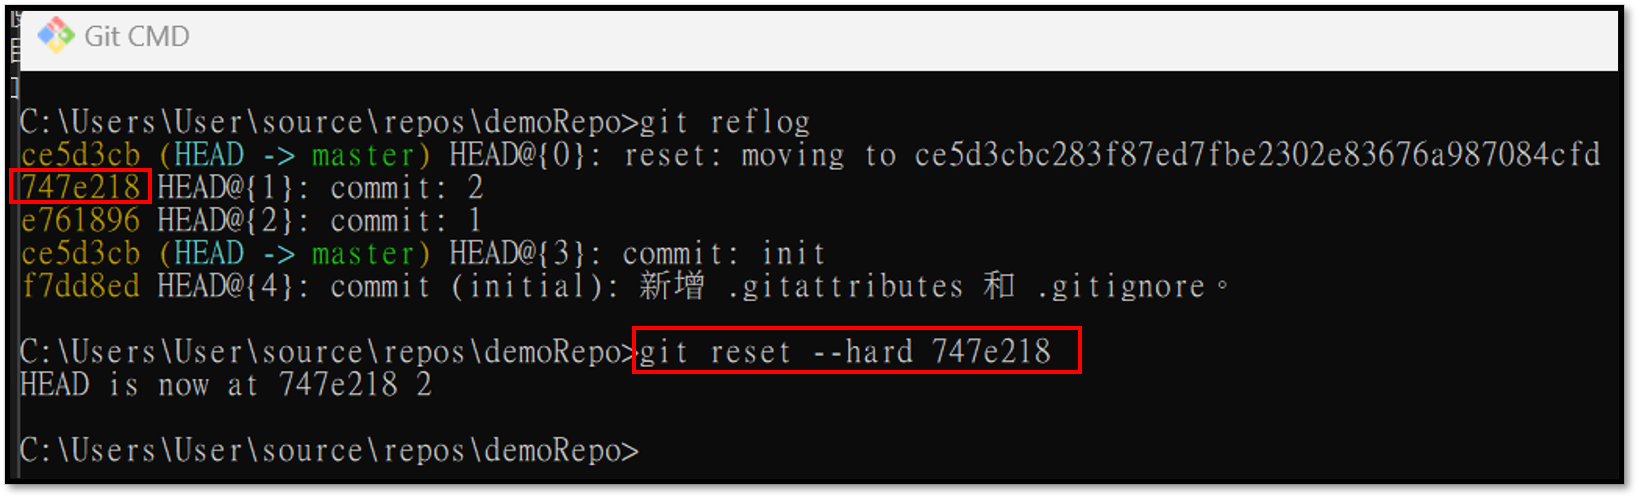 Git CMD
C:\Users\User\source\repos\demoRepo>git reflog
ce5d3cb (HEAD -> master) HEAD@{0}: reset: moving to ce5d3cbc283f87ed7fbe2302e83676a987084cfd
747e218 HEAD@{1}: commit: 2
e761896 HEAD@{2}: commit: 1
ce5d3cb (HEAD -> master) HEAD@{3}: commit: init
f7dd8ed HEAD@{4}: commit (initial): 新增 .gitattributes 和 .gitignore。
C:\Users\User\source\repos\demoRepo>git reset --hard 747e218
HEAD is now at 747e218 2
C:\Users\User\source\repos\demoRepo>